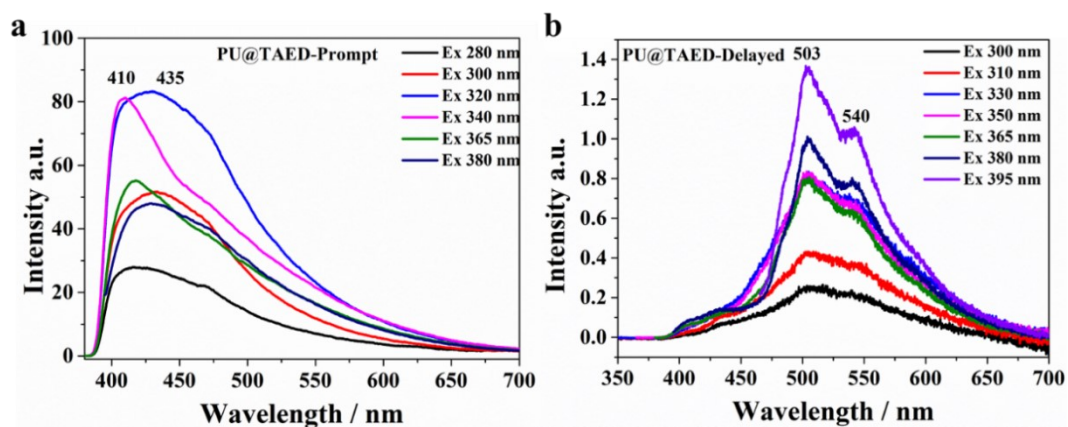 a
PU@TAED-Prompt
410 435
Ex 280 nm
Ex 300 nm
Ex 320 nm
Ex 340 nm
Ex 365 nm
Ex 380 nm
100
80
60
40
20
0
Intensity a.u.
400 450 500 550 600 650 700
Wavelength / nm
b
PU@TAED-Delayed
503
540
Ex 300 nm
Ex 310 nm
Ex 330 nm
Ex 350 nm
Ex 365 nm
Ex 380 nm
Ex 395 nm
1.4
1.2
1.0
0.8
0.6
0.4
0.2
0.0
Intensity a.u.
350 400 450 500 550 600 650 700
Wavelength / nm